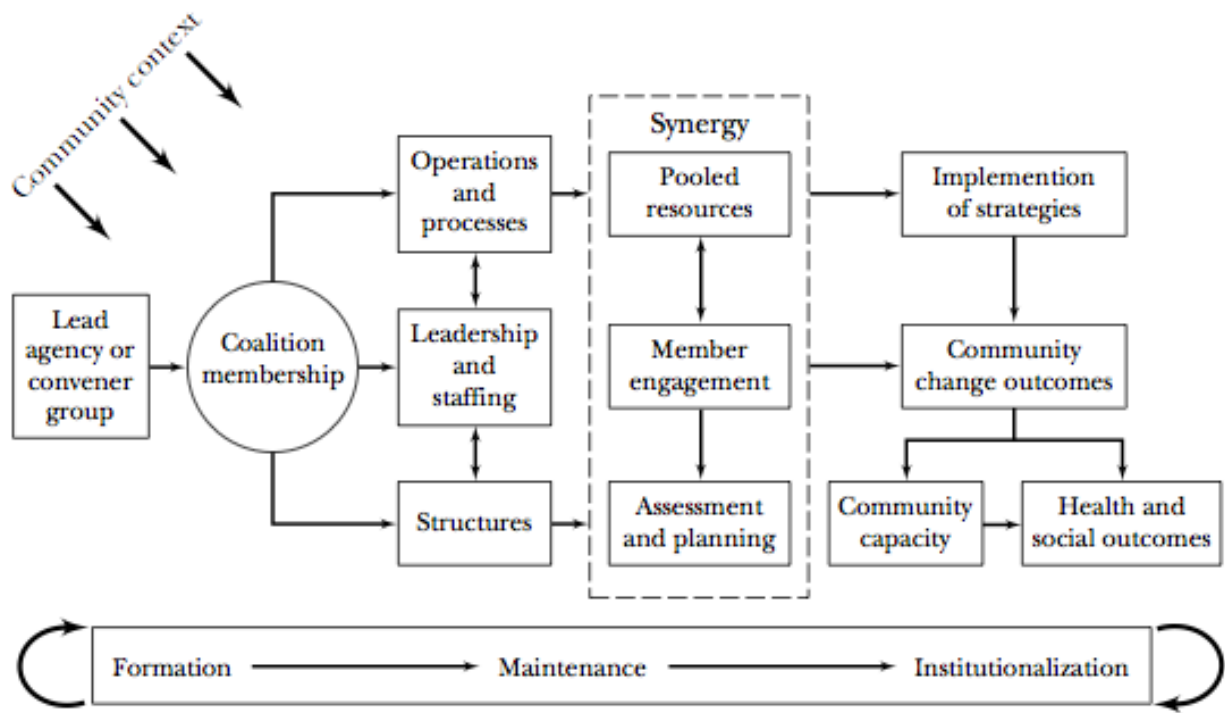 Community context
Synergy
Operations
and
processes
Pooled
resources
Implemention
of strategies
Lead
agency or
convener
group
Coalition
membership
Leadership
and
staffing
Member
engagement
Community
change outcomes
Structures
Assessment
and planning
Community
capacity
Health and
social outcomes
Formation
Maintenance
Institutionalization